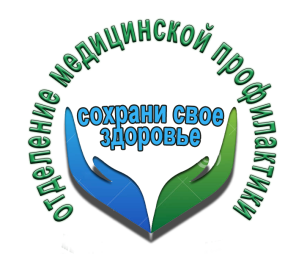 отделение медицинской профилактики
сохрани свое
здоровье